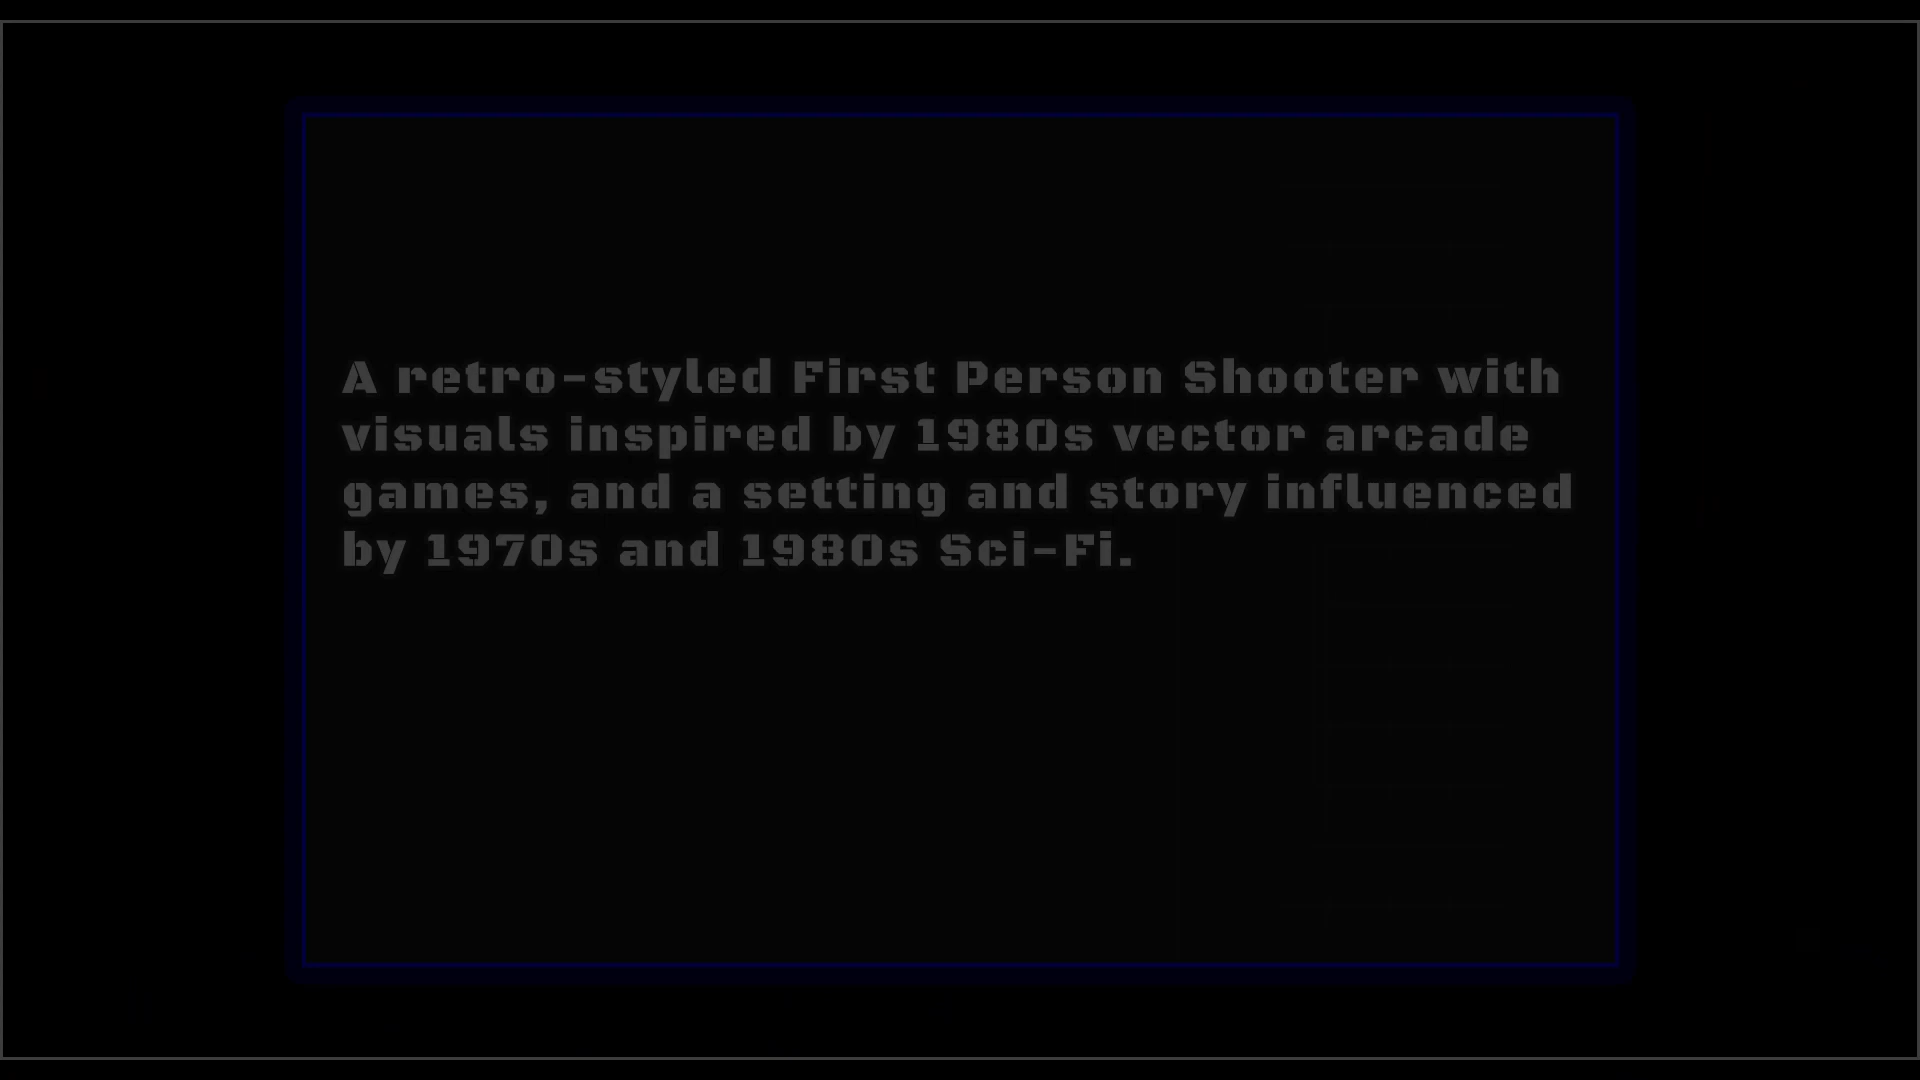 A retro-styled First Person Shooter with
visuals inspired by 1980s vector arcade
games, and a setting and story influenced
by 1970s and 1980s Sci-Fi.